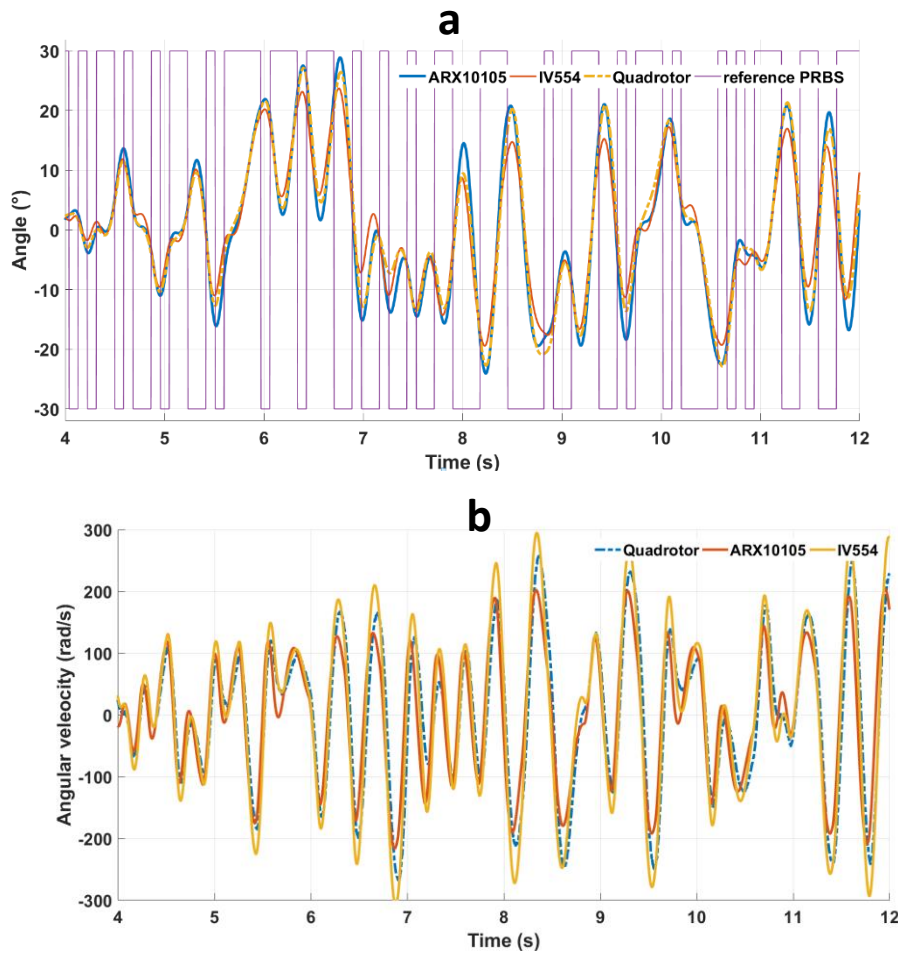 a
30
20
10
0
-10
-20
-30
Angle (°)
ARX10105 IV554 Quadrotor reference PRBS
4 5 6 7 8 9 10 11 12
Time (s)
b
300
200
100
0
-100
-200
-300
Angular veleocity (rad/s)
Quadrotor ARX10105 IV554
4 5 6 7 8 9 10 11 12
Time (s)